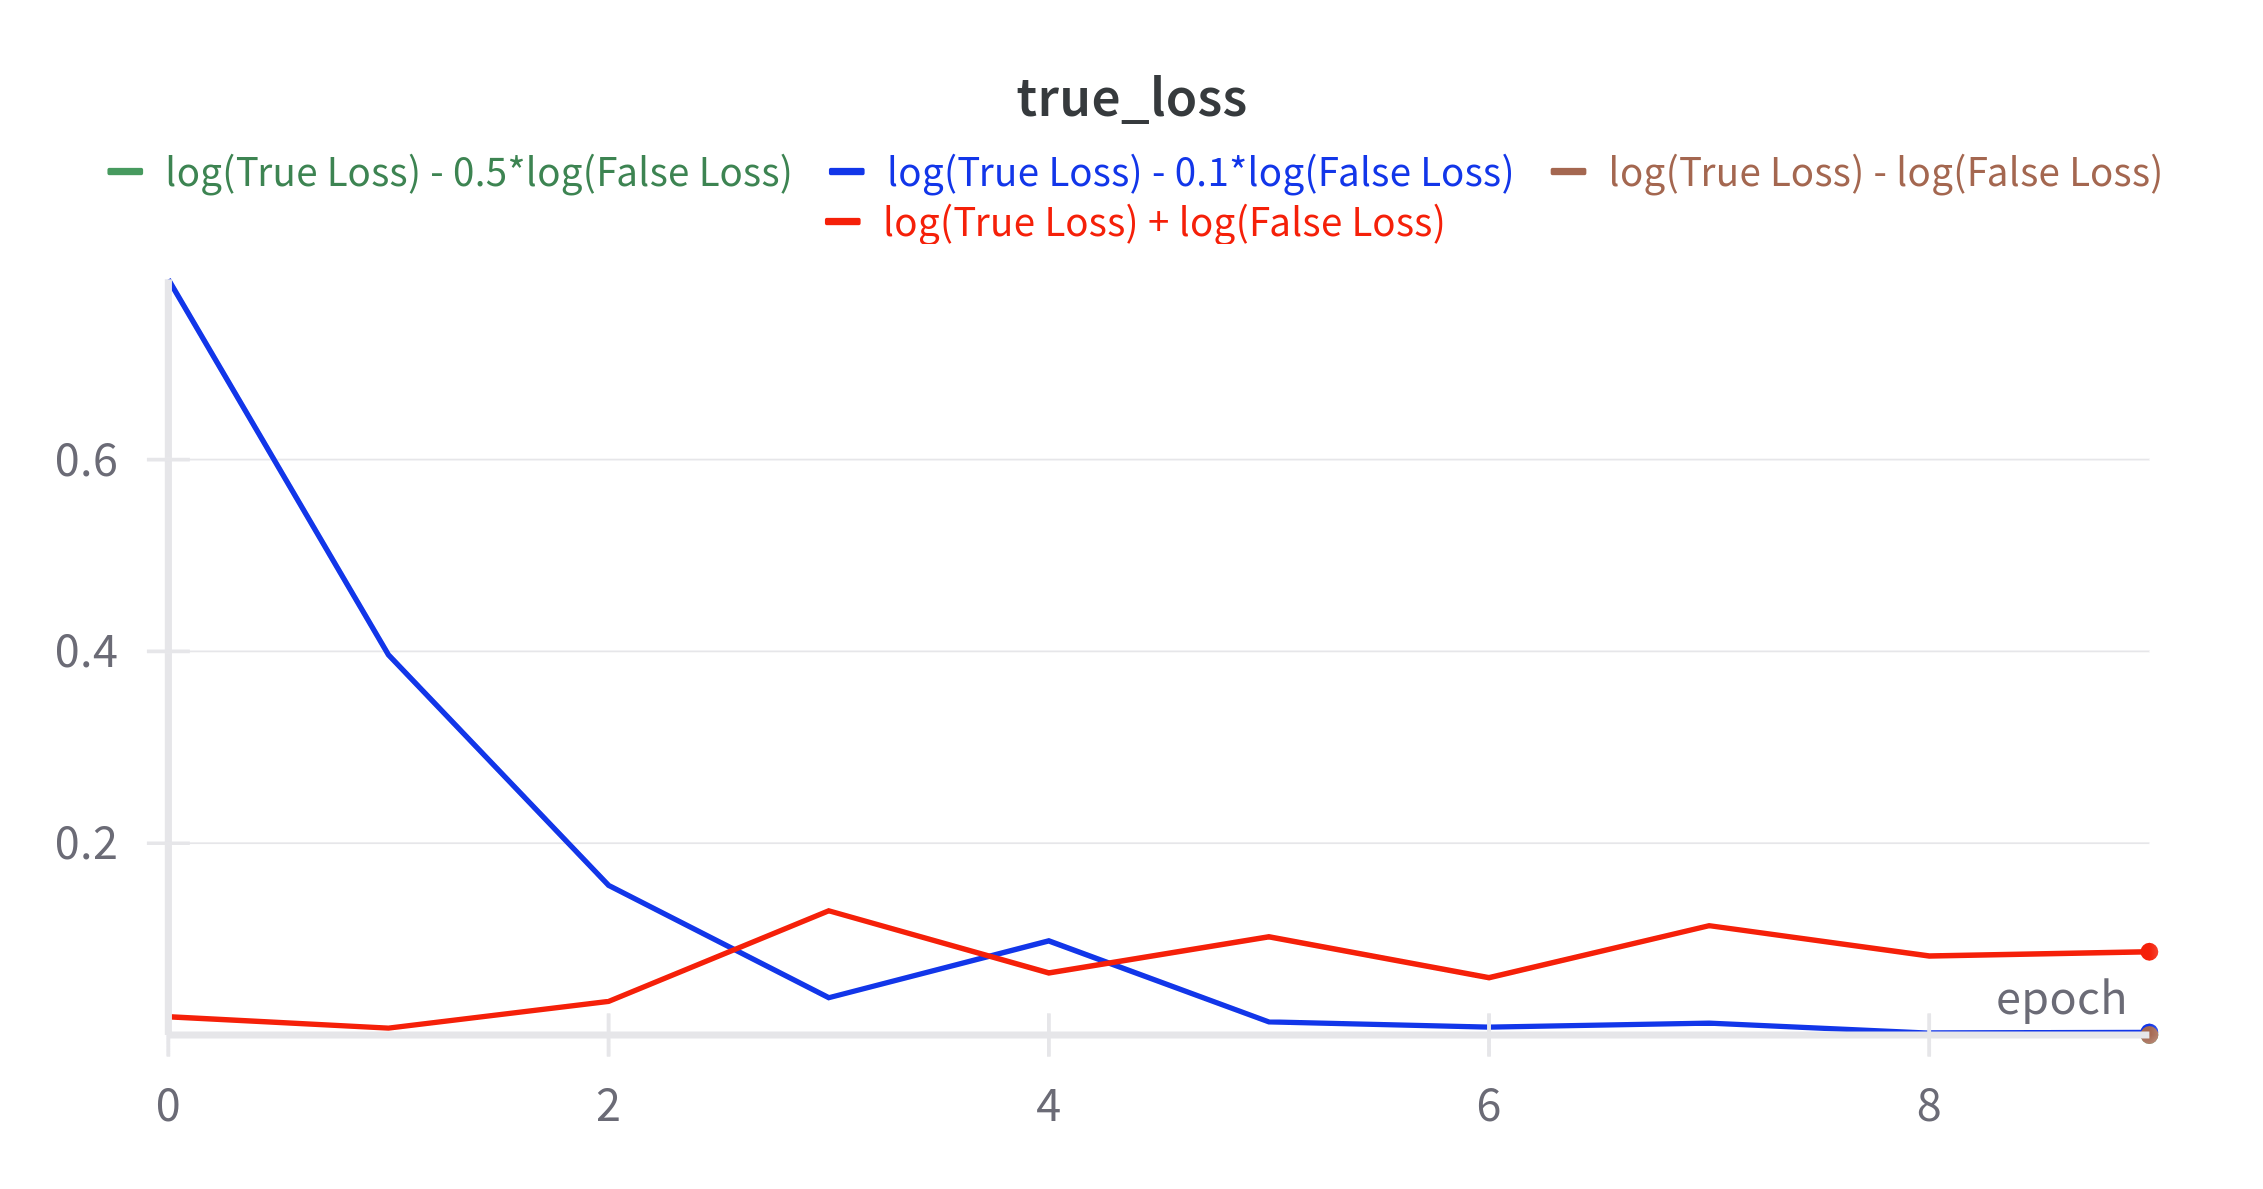 true_loss
log(True Loss) - 0.5*log(False Loss) log(True Loss) - 0.1*log(False Loss) log(True Loss) - log(False Loss)
log(True Loss) + log(False Loss)
0.6
0.4
0.2
epoch
0 2 4 6 8